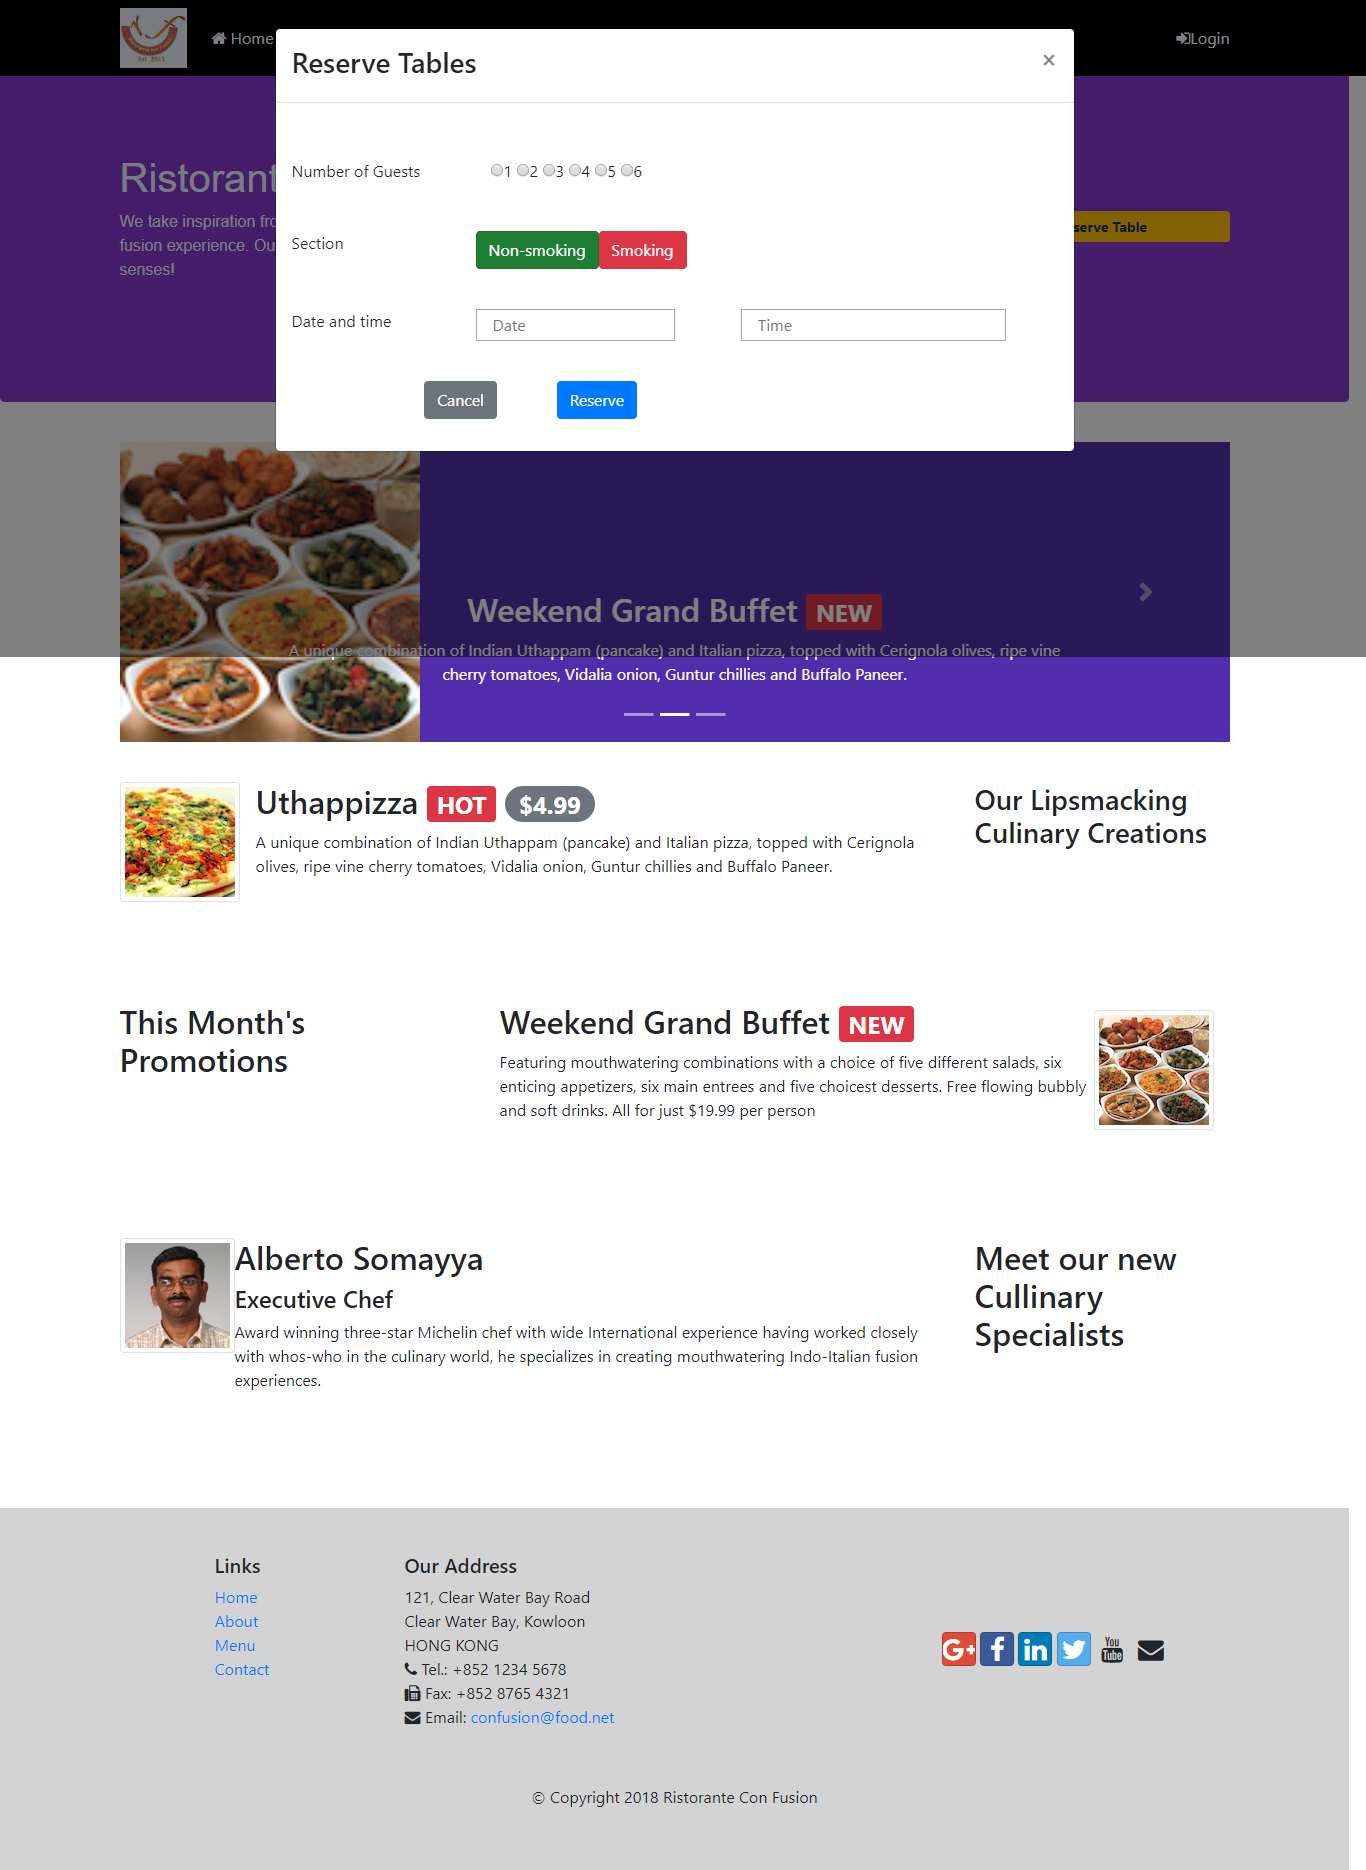 Home
Login
Reserve Tables
×
Number of Guests
1 2 3 4 5 6
Section
Non-smoking Smoking
Date and time
Date
Time
Cancel
Reserve
Ristorant
We take inspiration fro
fusion experience. Ou
senses!
serve Table
Weekend Grand Buffet NEW
A unique combination of Indian Uthappam (pancake) and Italian pizza, topped with Cerignola olives, ripe vine
cherry tomatoes, Vidalia onion, Guntur chillies and Buffalo Paneer.
Uthappizza HOT $4.99
A unique combination of Indian Uthappam (pancake) and Italian pizza, topped with Cerignola
olives, ripe vine cherry tomatoes, Vidalia onion, Guntur chillies and Buffalo Paneer.
Our Lipsmacking
Culinary Creations
This Month's
Promotions
Weekend Grand Buffet NEW
Featuring mouthwatering combinations with a choice of five different salads, six
enticing appetizers, six main entrees and five choicest desserts. Free flowing bubbly
and soft drinks. All for just $19.99 per person
Alberto Somayya
Executive Chef
Award winning three-star Michelin chef with wide International experience having worked closely
with whos-who in the culinary world, he specializes in creating mouthwatering Indo-Italian fusion
experiences.
Meet our new
Cullinary
Specialists
Links
Home
About
Menu
Contact
Our Address
121, Clear Water Bay Road
Clear Water Bay, Kowloon
HONG KONG
Tel.: +852 1234 5678
Fax: +852 8765 4321
Email: confusion@food.net
G+ f in You Tube
© Copyright 2018 Ristorante Con Fusion